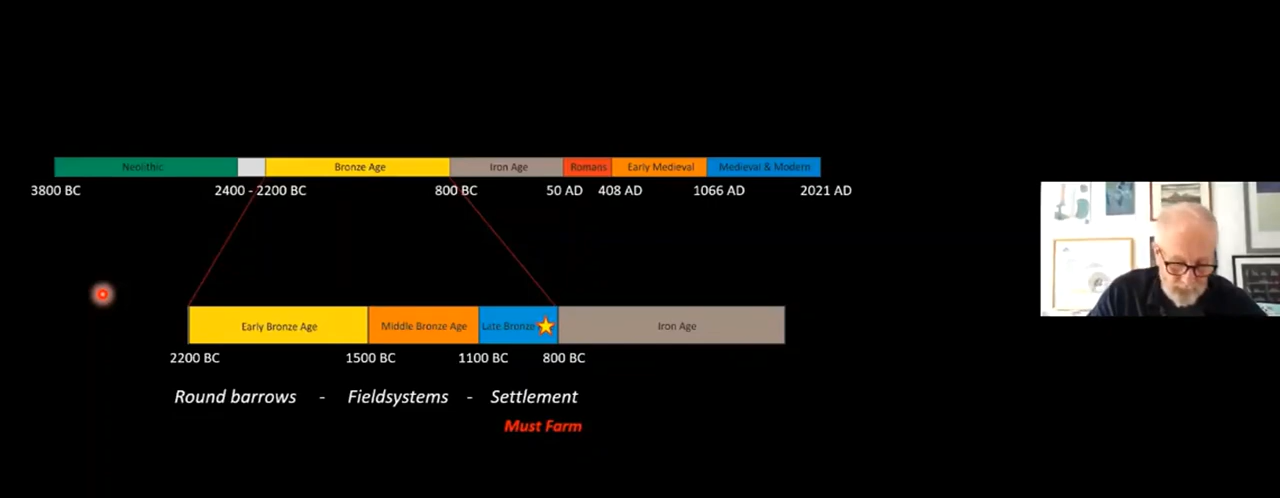 Neolithic Bronze Age Iron Age Romans Early Medieval Medieval & Modern
3800 BC 2400 - 2200 BC 800 BC 50 AD 408 AD 1066 AD 2021 AD
Early Bronze Age Middle Bronze Age Late Bronze Iron Age
2200 BC 1500 BC 1100 BC 800 BC
Round barrows - Fieldsystems - Settlement
Must Farm